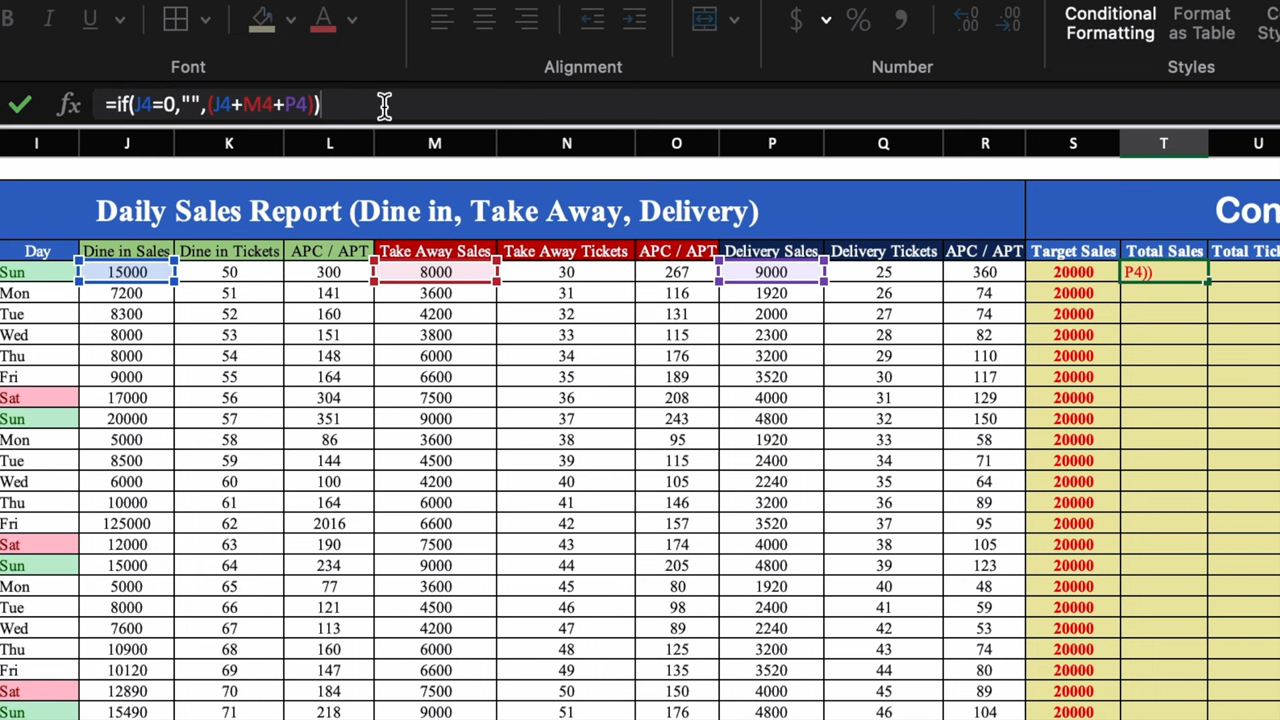 B I U A $ % Conditional Format
Formatting as Table
Font Alignment Number Styles
fx =if(J4=0,"",(J4+M4+P4))
I J K L M N O P Q R S T U
Daily Sales Report (Dine in, Take Away, Delivery) Con
Day Dine in Sales Dine in Tickets APC / APT Take Away Sales Take Away Tickets APC / APT Delivery Sales Delivery Tickets APC / APT Target Sales Total Sales Total Tick
Sun 15000 50 300 8000 30 267 9000 25 360 20000 P4))
Mon 7200 51 141 3600 31 116 1920 26 74 20000
Tue 8300 52 160 4200 32 131 2000 27 74 20000
Wed 8000 53 151 3800 33 115 2300 28 82 20000
Thu 8000 54 148 6000 34 176 3200 29 110 20000
Fri 9000 55 164 6600 35 189 3520 30 117 20000
Sat 17000 56 304 7500 36 208 4000 31 129 20000
Sun 20000 57 351 9000 37 243 4800 32 150 20000
Mon 5000 58 86 3600 38 95 1920 33 58 20000
Tue 8500 59 144 4500 39 115 2400 34 71 20000
Wed 6000 60 100 4200 40 105 2240 35 64 20000
Thu 10000 61 164 6000 41 146 3200 36 89 20000
Fri 125000 62 2016 6600 42 157 3520 37 95 20000
Sat 12000 63 190 7500 43 174 4000 38 105 20000
Sun 15000 64 234 9000 44 205 4800 39 123 20000
Mon 5000 65 77 3600 45 80 1920 40 48 20000
Tue 8000 66 121 4500 46 98 2400 41 59 20000
Wed 7600 67 113 4200 47 89 2240 42 53 20000
Thu 10900 68 160 6000 48 125 3200 43 74 20000
Fri 10120 69 147 6600 49 135 3520 44 80 20000
Sat 12890 70 184 7500 50 150 4000 45 89 20000
Sun 15490 71 218 9000 51 176 4800 46 104 20000